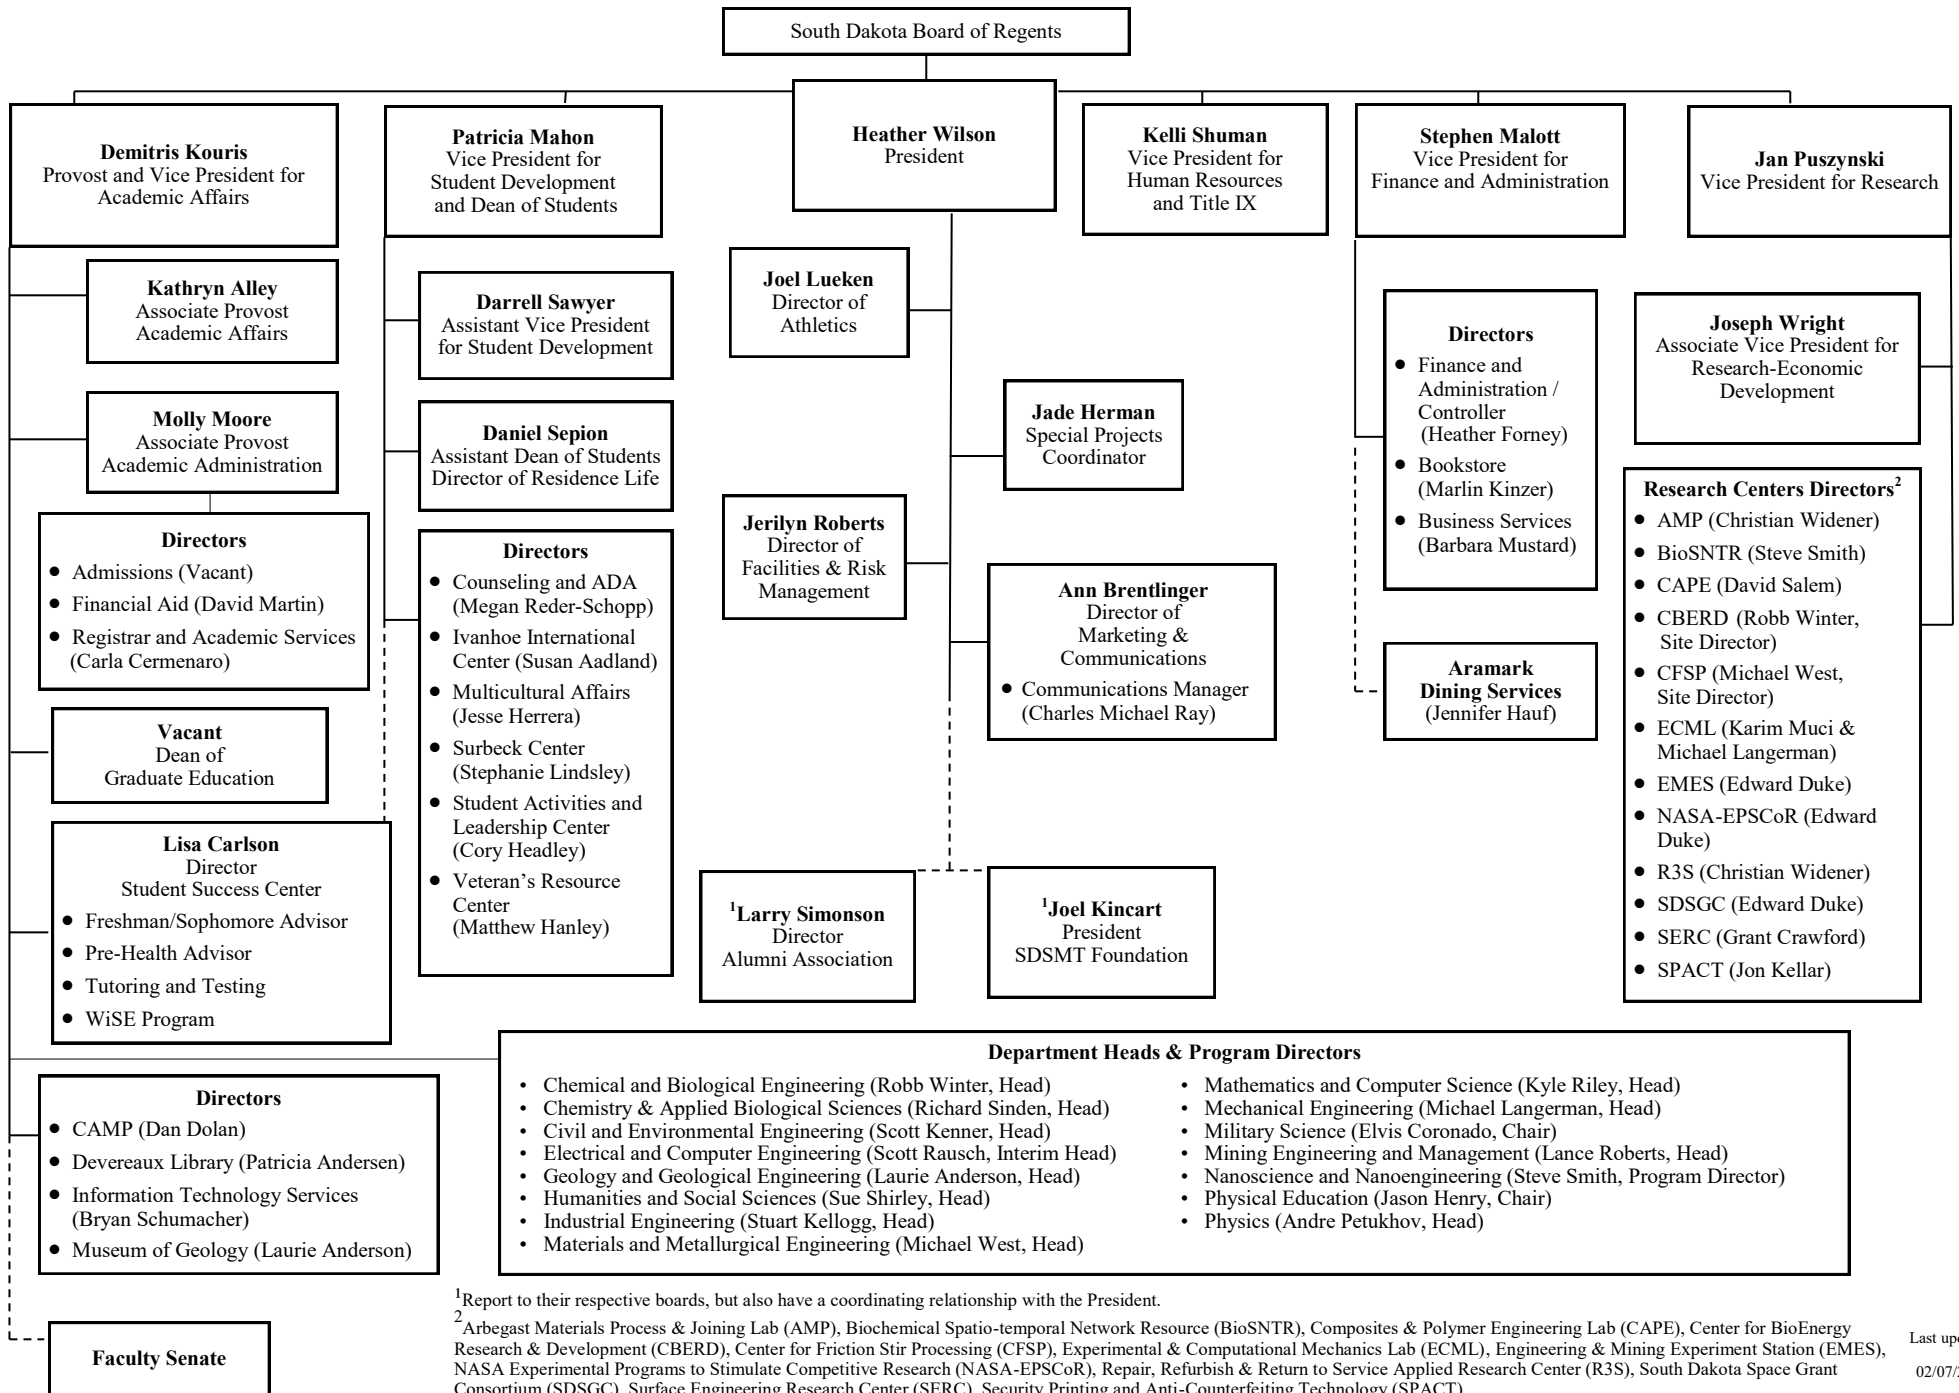 South Dakota Board of Regents
Demitris Kouris
Provost and Vice President for
Academic Affairs
Patricia Mahon
Vice President for
Student Development
and Dean of Students
Heather Wilson
President
Kelli Shuman
Vice President for
Human Resources
and Title IX
Stephen Malott
Vice President for
Finance and Administration
Jan Puszynski
Vice President for Research
Kathryn Alley
Associate Provost
Academic Affairs
Molly Moore
Associate Provost
Academic Administration
Directors
• Admissions (Vacant)
• Financial Aid (David Martin)
• Registrar and Academic Services
(Carla Cermenaro)
Vacant
Dean of
Graduate Education
Lisa Carlson
Director
Student Success Center
• Freshman/Sophomore Advisor
• Pre-Health Advisor
• Tutoring and Testing
• WiSE Program
Directors
• CAMP (Dan Dolan)
• Devereaux Library (Patricia Andersen)
• Information Technology Services
(Bryan Schumacher)
• Museum of Geology (Laurie Anderson)
Faculty Senate
Darrell Sawyer
Assistant Vice President
for Student Development
Daniel Sepion
Assistant Dean of Students
Director of Residence Life
Directors
• Counseling and ADA
(Megan Reder-Schopp)
• Ivanhoe International
Center (Susan Aadland)
• Multicultural Affairs
(Jesse Herrera)
• Surbeck Center
(Stephanie Lindsley)
• Student Activities and
Leadership Center
(Cory Headley)
• Veteran’s Resource
Center
(Matthew Hanley)
Joel Lueken
Director of
Athletics
Jade Herman
Special Projects
Coordinator
Jerilyn Roberts
Director of
Facilities & Risk
Management
Ann Brentlinger
Director of
Marketing &
Communications
• Communications Manager
(Charles Michael Ray)
1Larry Simonson
Director
Alumni Association
1Joel Kincart
President
SDSMT Foundation
Directors
• Finance and
Administration /
Controller
(Heather Forney)
• Bookstore
(Marlin Kinzer)
• Business Services
(Barbara Mustard)
Aramark
Dining Services
(Jennifer Hauf)
Joseph Wright
Associate Vice President for
Research-Economic
Development
Research Centers Directors2
• AMP (Christian Widener)
• BioSNTR (Steve Smith)
• CAPE (David Salem)
• CBERD (Robb Winter,
Site Director)
• CFSP (Michael West,
Site Director)
• ECML (Karim Muci &
Michael Langerman)
• EMES (Edward Duke)
• NASA-EPSCoR (Edward
Duke)
• R3S (Christian Widener)
• SDSGC (Edward Duke)
• SERC (Grant Crawford)
• SPACT (Jon Kellar)
Department Heads & Program Directors
• Chemical and Biological Engineering (Robb Winter, Head)
• Chemistry & Applied Biological Sciences (Richard Sinden, Head)
• Civil and Environmental Engineering (Scott Kenner, Head)
• Electrical and Computer Engineering (Scott Rausch, Interim Head)
• Geology and Geological Engineering (Laurie Anderson, Head)
• Humanities and Social Sciences (Sue Shirley, Head)
• Industrial Engineering (Stuart Kellogg, Head)
• Materials and Metallurgical Engineering (Michael West, Head)
• Mathematics and Computer Science (Kyle Riley, Head)
• Mechanical Engineering (Michael Langerman, Head)
• Military Science (Elvis Coronado, Chair)
• Mining Engineering and Management (Lance Roberts, Head)
• Nanoscience and Nanoengineering (Steve Smith, Program Director)
• Physical Education (Jason Henry, Chair)
• Physics (Andre Petukhov, Head)
1Report to their respective boards, but also have a coordinating relationship with the President.
2Arbegast Materials Process & Joining Lab (AMP), Biochemical Spatio-temporal Network Resource (BioSNTR), Composites & Polymer Engineering Lab (CAPE), Center for BioEnergy
Research & Development (CBERD), Center for Friction Stir Processing (CFSP), Experimental & Computational Mechanics Lab (ECML), Engineering & Mining Experiment Station (EMES),
NASA Experimental Programs to Stimulate Competitive Research (NASA-EPSCoR), Repair, Refurbish & Return to Service Applied Research Center (R3S), South Dakota Space Grant
Consortium (SDSGC), Surface Engineering Research Center (SERC), Security Printing and Anti-Counterfeiting Technology (SPACT)
Last
02/07/